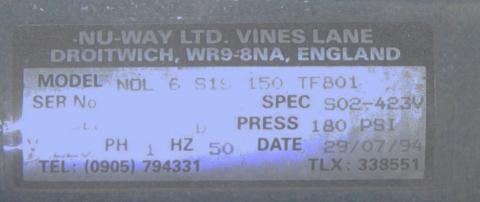 NU-WAY LTD. VINES LANE
DROITWICH, WR9 8NA, ENGLAND
MODEL NOL 6 S1S 150 TF801
SER No SPEC S02-423V
PRESS 180 PSI
PH 1 HZ 50 DATE 29/07/94
TEL: (0905) 794331 TLX: 338551